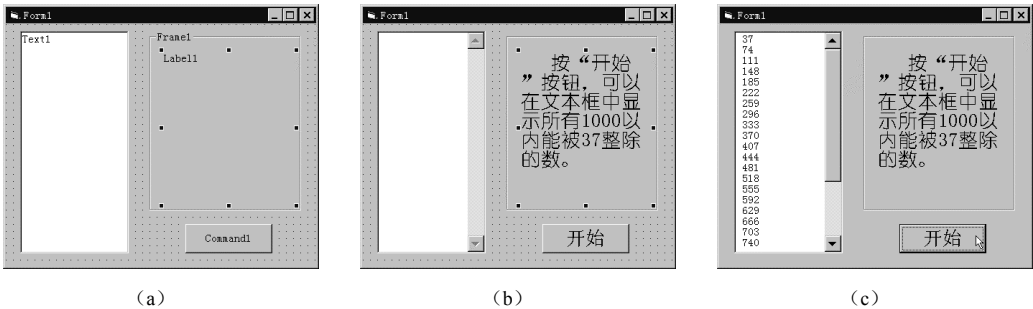 Form1
Text1
Frame1
Label1
Command1
(a)
Form1
按“开始
”按钮，可以
在文本框中显
示所有1000以
内能被37整除
的数。
开始
(b)
Form1
37
74
111
148
185
222
259
296
333
370
407
444
481
518
555
592
629
666
703
740
按“开始
”按钮，可以
在文本框中显
示所有1000以
内能被37整除
的数。
开始
(c)